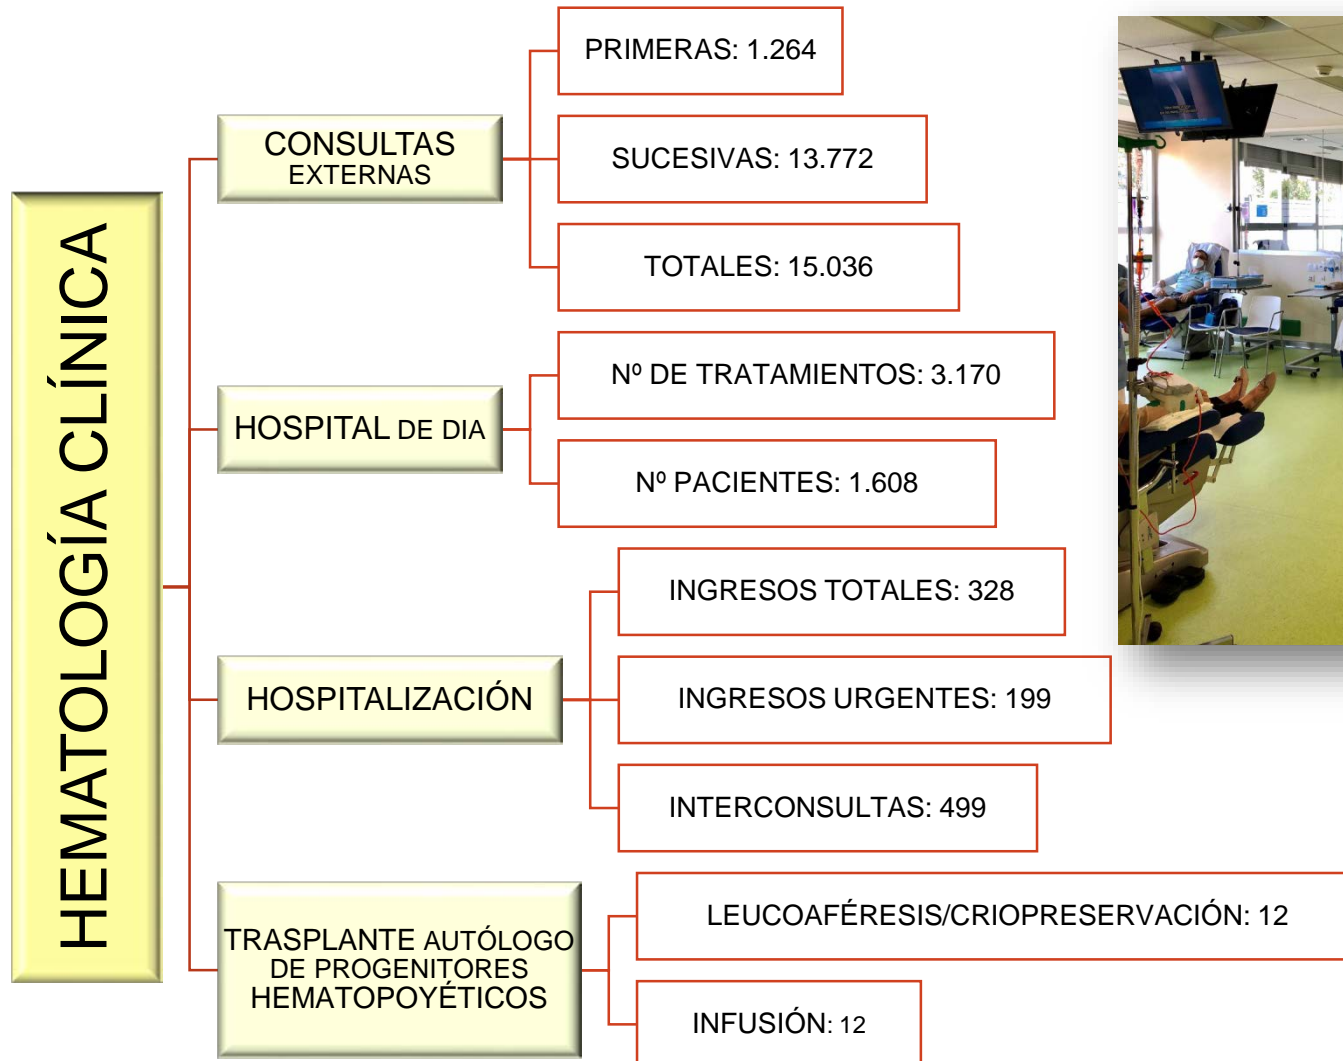 HEMATOLOGÍA CLÍNICA
CONSULTAS
EXTERNAS
PRIMERAS: 1.264
SUCESIVAS: 13.772
TOTALES: 15.036
HOSPITAL DE DIA
Nº DE TRATAMIENTOS: 3.170
Nº PACIENTES: 1.608
HOSPITALIZACIÓN
INGRESOS TOTALES: 328
INGRESOS URGENTES: 199
INTERCONSULTAS: 499
TRASPLANTE AUTÓLOGO
DE PROGENITORES
HEMATOPOYÉTICOS
LEUCOAFÉRESIS/CRIOPRESERVACIÓN: 12
INFUSIÓN: 12